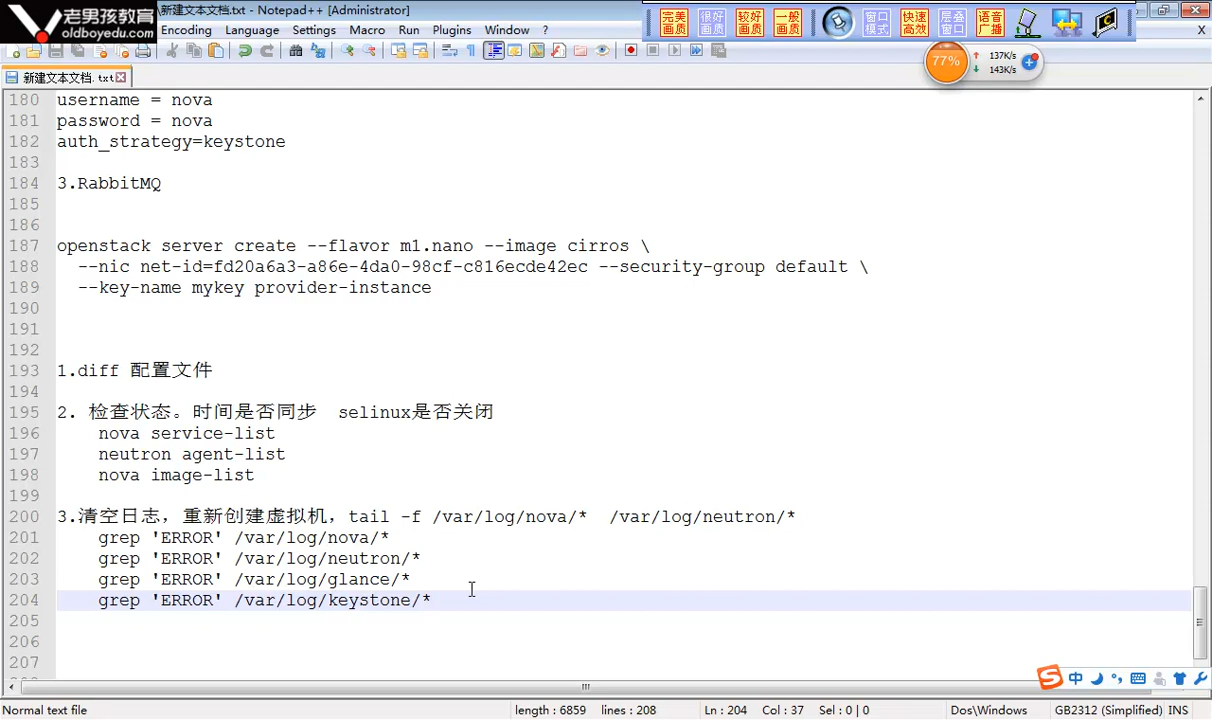 老男孩教育
oldboyedu.com
新建文本文档.txt - Notepad++ [Administrator]
Encoding Language Settings Macro Run Plugins Window ? X
完美画质 很好画质 较好画质 一般画质 窗口模式 快速高效 层叠窗口 语音广播
77% 137K/s
143K/s
新建文本文档.txt
180 username = nova
181 password = nova
182 auth_strategy=keystone
183
184 3.RabbitMQ
185
186
187 openstack server create --flavor m1.nano --image cirros \
188 --nic net-id=fd20a6a3-a86e-4da0-98cf-c816ecde42ec --security-group default \
189 --key-name mykey provider-instance
190
191
192
193 1.diff 配置文件
194
195 2. 检查状态。时间是否同步 selinux是否关闭
196 nova service-list
197 neutron agent-list
198 nova image-list
199
200 3.清空日志，重新创建虚拟机，tail -f /var/log/nova/* /var/log/neutron/*
201 grep 'ERROR' /var/log/nova/*
202 grep 'ERROR' /var/log/neutron/*
203 grep 'ERROR' /var/log/glance/*
204 grep 'ERROR' /var/log/keystone/*
205
206
207
S 中
Normal text file length : 6859 lines : 208 Ln : 204 Col : 37 Sel : 0 | 0 Dos\Windows GB2312 (Simplified) INS